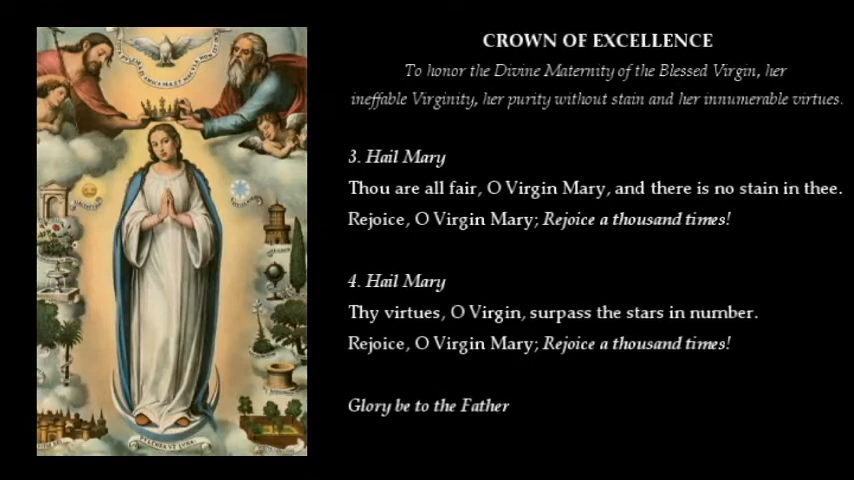 CROWN OF EXCELLENCE
To honor the Divine Maternity of the Blessed Virgin, her
ineffable Virginity, her purity without stain and her innumerable virtues.
3. Hail Mary
Thou are all fair, O Virgin Mary, and there is no stain in thee.
Rejoice, O Virgin Mary; Rejoice a thousand times!
4. Hail Mary
Thy virtues, O Virgin, surpass the stars in number.
Rejoice, O Virgin Mary; Rejoice a thousand times!
Glory be to the Father